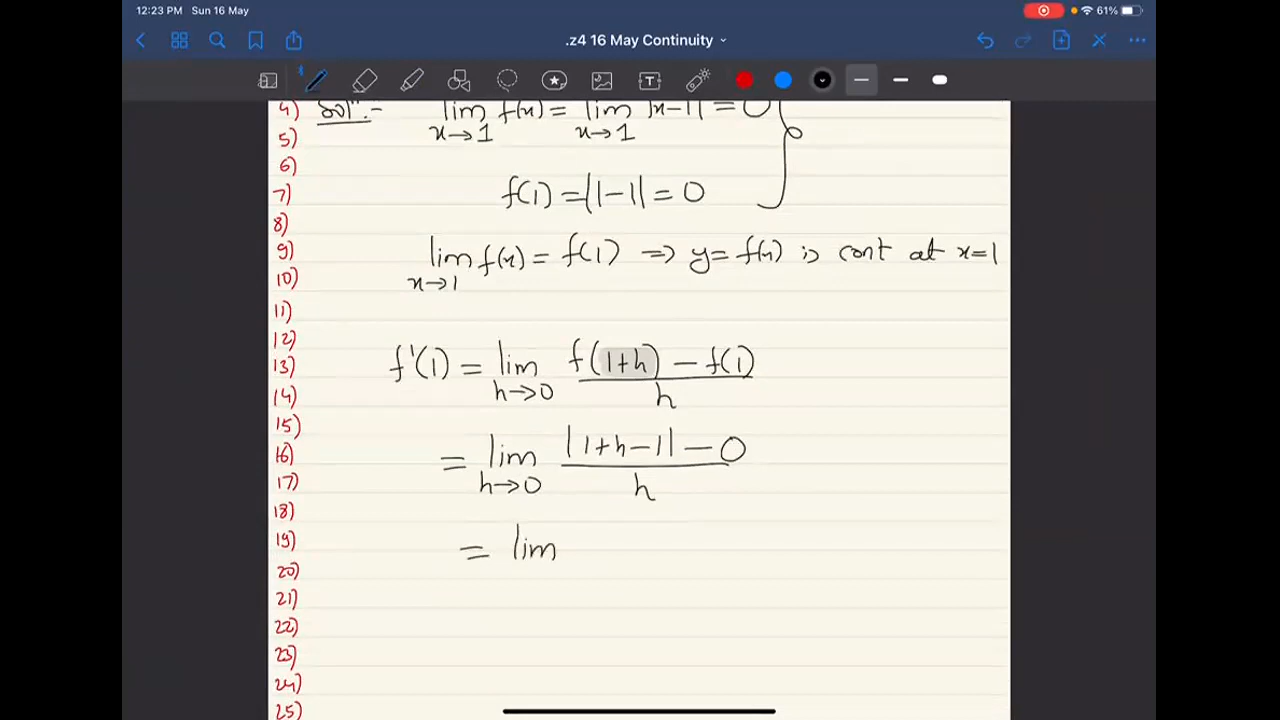 12:23 PM Sun 16 May 61%
.z4 16 May Continuity
4) Solⁿ:- lim f(x) = lim |x-1| = 0
x→1 x→1
5)
6)
7) f(1) = |1-1| = 0
8)
9) lim f(x) = f(1) ⇒ y = f(x) is cont at x=1
10) x→1
11)
12)
13) f'(1) = lim f(1+h) - f(1)
14) h→0 h
15)
16) = lim |1+h-1| - 0
17) h→0 h
18)
19) = lim
20)
21)
22)
23)
24)
25)